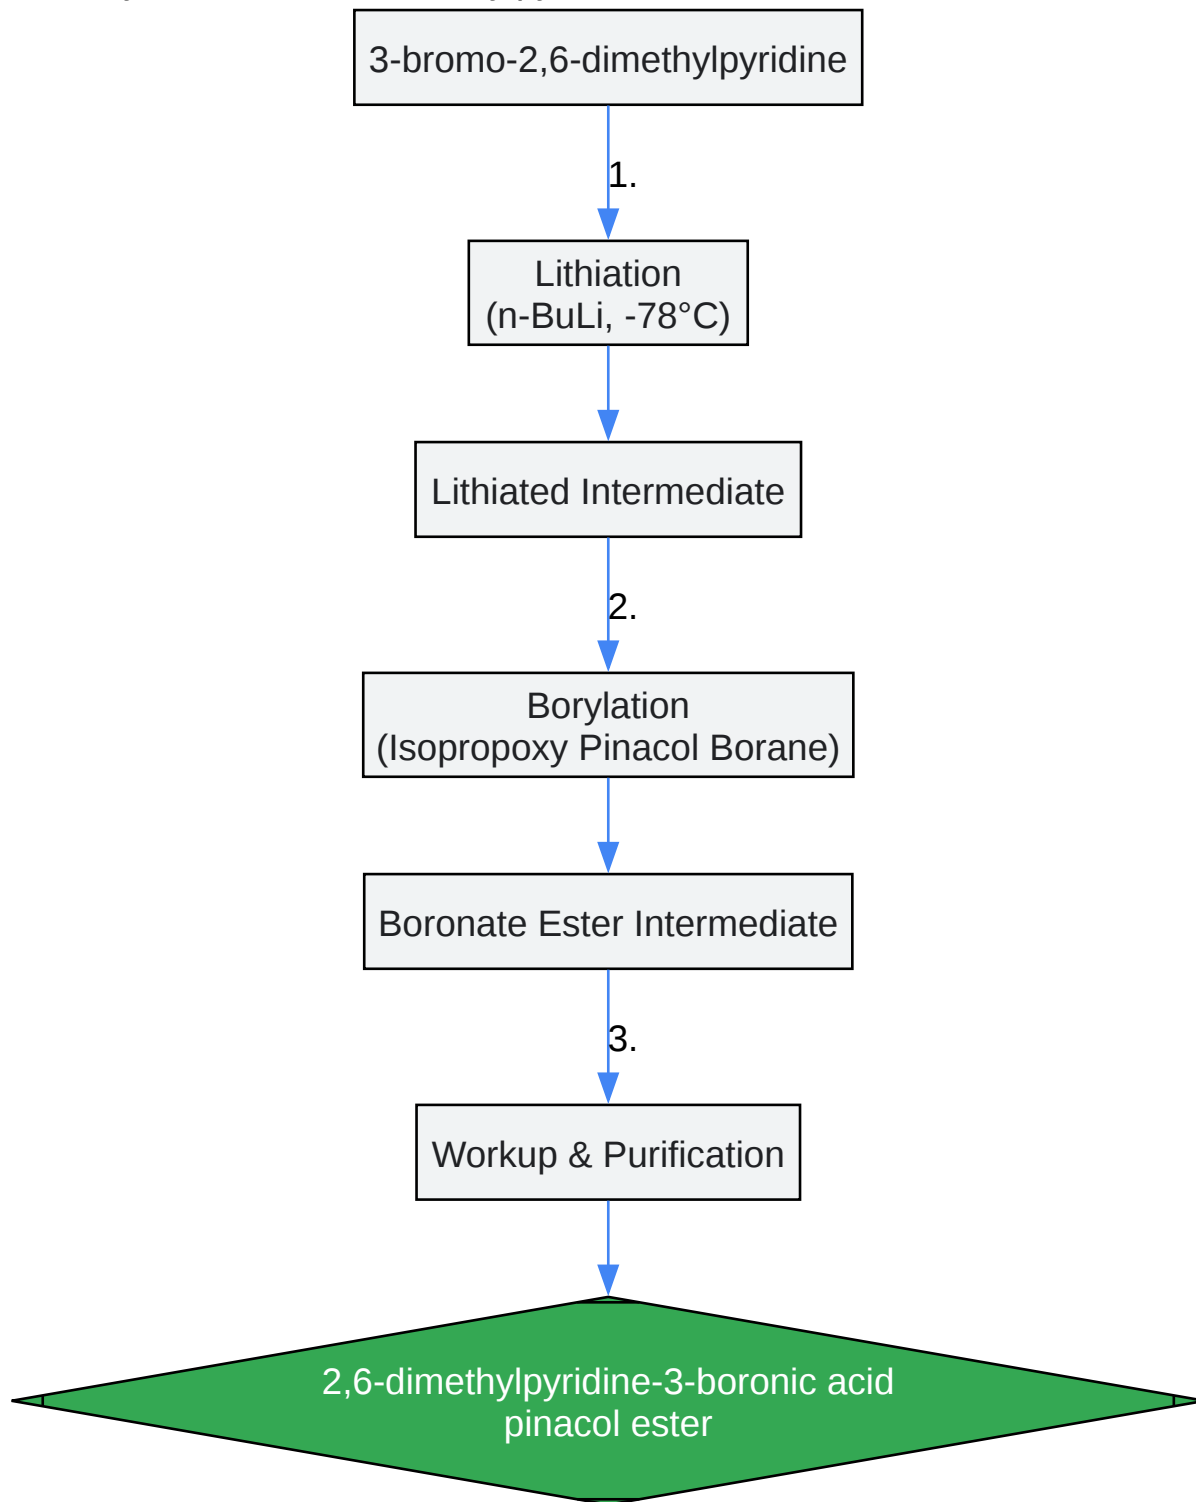 3-bromo-2,6-dimethylpyridine
1.
Lithiation
(n-BuLi, -78°C)
Lithiated Intermediate
2.
Borylation
(Isopropoxy Pinacol Borane)
Boronate Ester Intermediate
3.
Workup & Purification
2,6-dimethylpyridine-3-boronic acid
pinacol ester